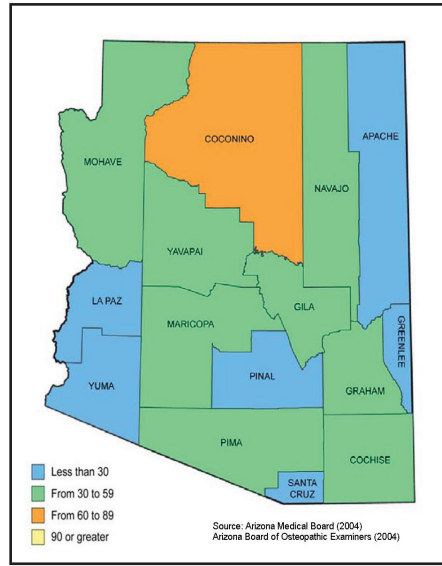 COCONINO
APACHE
MOHAVE
NAVAJO
YAVAPAI
LA PAZ
GILA
MARICOPA
GREENLEE
YUMA
PINAL
GRAHAM
PIMA
COCHISE
SANTA
CRUZ
Less than 30
From 30 to 59
From 60 to 89
90 or greater
Source: Arizona Medical Board (2004)
Arizona Board of Osteopathic Examiners (2004)